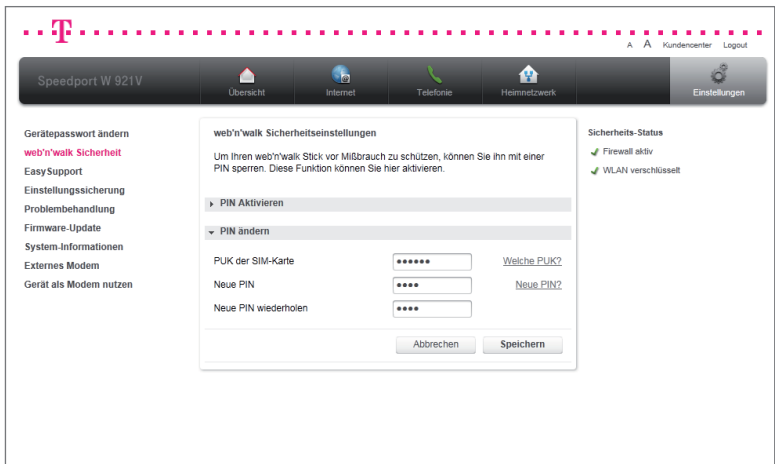 T
A A Kundencenter Logout
Speedport W 921V
Übersicht Internet Telefonie Heimnetzwerk Einstellungen
Gerätepasswort ändern
web'n'walk Sicherheit
EasySupport
Einstellungssicherung
Problembehandlung
Firmware-Update
System-Informationen
Externes Modem
Gerät als Modem nutzen
web'n'walk Sicherheitseinstellungen
Um Ihren web'n'walk Stick vor Mißbrauch zu schützen, können Sie ihn mit einer
PIN sperren. Diese Funktion können Sie hier aktivieren.
PIN Aktivieren
PIN ändern
PUK der SIM-Karte •••••• Welche PUK?
Neue PIN •••• Neue PIN?
Neue PIN wiederholen ••••
Abbrechen Speichern
Sicherheits-Status
Firewall aktiv
WLAN verschlüsselt